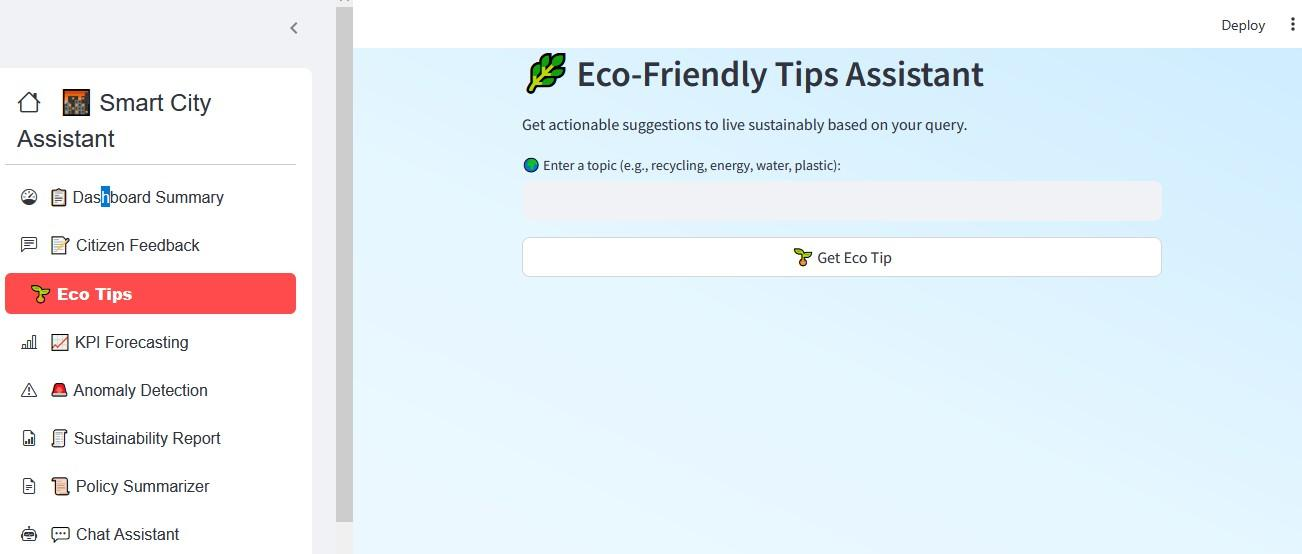 Deploy
Smart City
Assistant
Dashboard Summary
Citizen Feedback
Eco Tips
KPI Forecasting
Anomaly Detection
Sustainability Report
Policy Summarizer
Chat Assistant
Eco-Friendly Tips Assistant
Get actionable suggestions to live sustainably based on your query.
Enter a topic (e.g., recycling, energy, water, plastic):
Get Eco Tip